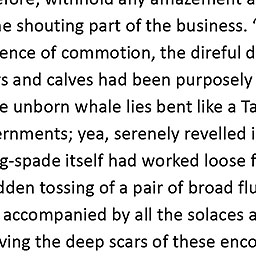 withhold any amazement a
e shouting part of the business. "
ence of commotion, the direful d
s and calves had been purposely
e unborn whale lies bent like a Ta
ernments; yea, serenely revelled i
g-spade itself had worked loose f
dden tossing of a pair of broad flu
accompanied by all the solaces a
ving the deep scars of these enco